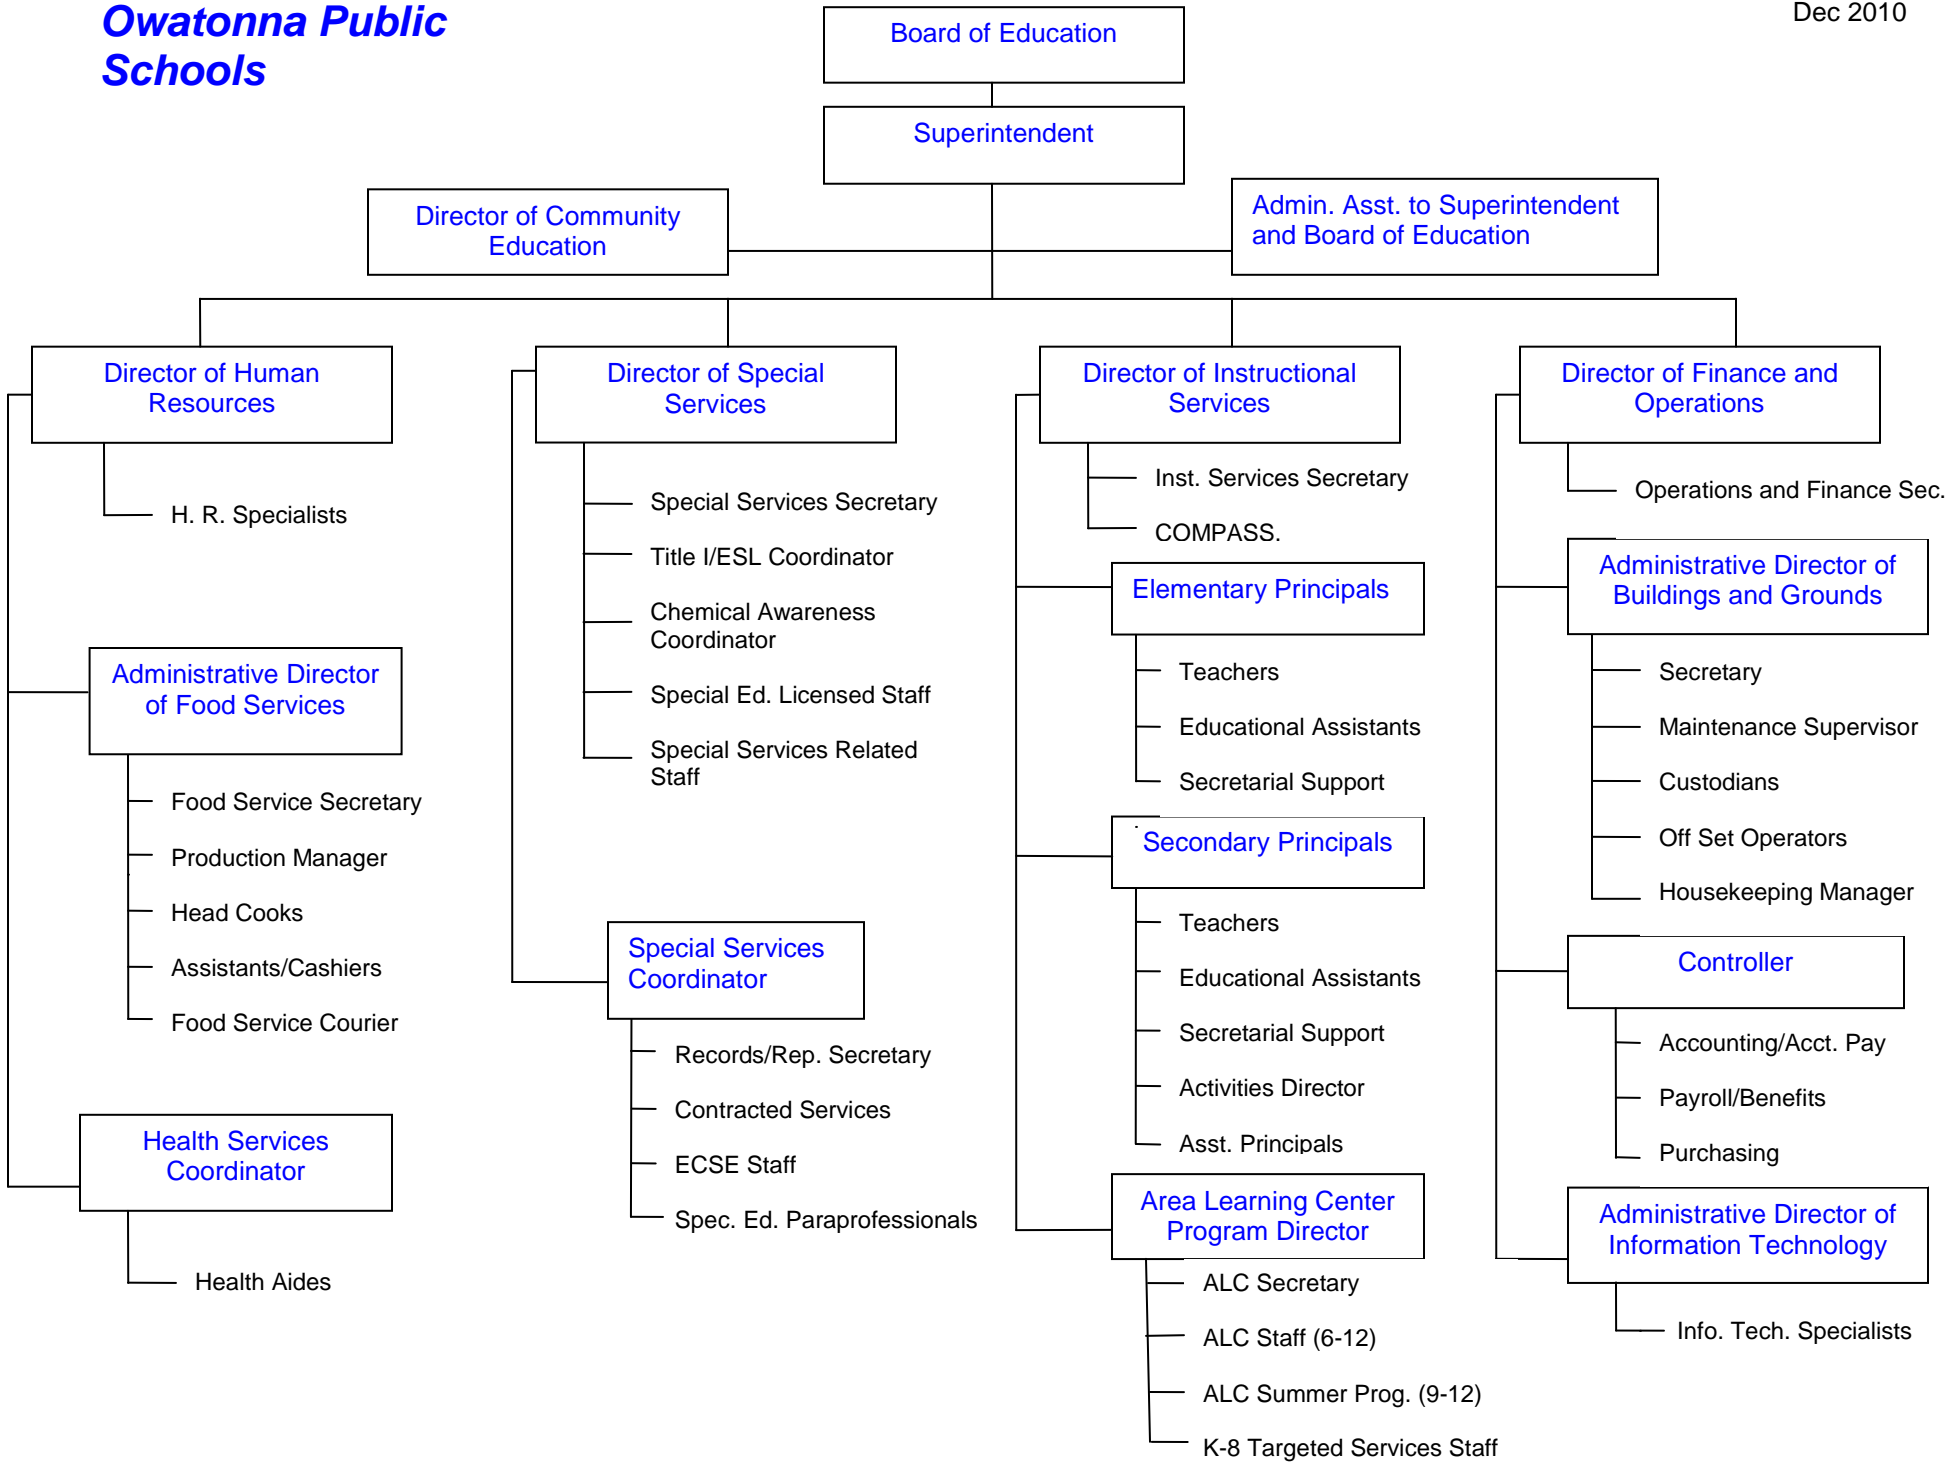 Owatonna Public
Schools
Dec 2010
Board of Education
Superintendent
Director of Community
Education
Admin. Asst. to Superintendent
and Board of Education
Director of Human
Resources
H. R. Specialists
Administrative Director
of Food Services
Food Service Secretary
Production Manager
Head Cooks
Assistants/Cashiers
Food Service Courier
Health Services
Coordinator
Health Aides
Director of Special
Services
Special Services Secretary
Title I/ESL Coordinator
Chemical Awareness
Coordinator
Special Ed. Licensed Staff
Special Services Related
Staff
Special Services
Coordinator
Records/Rep. Secretary
Contracted Services
ECSE Staff
Spec. Ed. Paraprofessionals
Director of Instructional
Services
Inst. Services Secretary
COMPASS.
Elementary Principals
Teachers
Educational Assistants
Secretarial Support
Secondary Principals
Teachers
Educational Assistants
Secretarial Support
Activities Director
Asst. Principals
Area Learning Center
Program Director
ALC Secretary
ALC Staff (6-12)
ALC Summer Prog. (9-12)
K-8 Targeted Services Staff
Director of Finance and
Operations
Operations and Finance Sec.
Administrative Director of
Buildings and Grounds
Secretary
Maintenance Supervisor
Custodians
Off Set Operators
Housekeeping Manager
Controller
Accounting/Acct. Pay
Payroll/Benefits
Purchasing
Administrative Director of
Information Technology
Info. Tech. Specialists